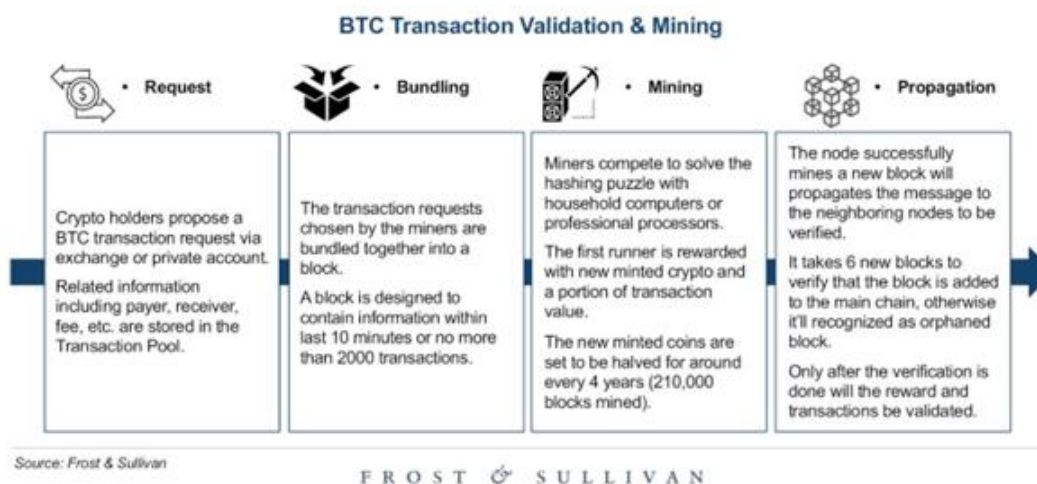 BTC Transaction Validation & Mining
• Request
Crypto holders propose a
BTC transaction request via
exchange or private account.
Related information
including payer, receiver,
fee, etc. are stored in the
Transaction Pool.
• Bundling
The transaction requests
chosen by the miners are
bundled together into a
block.
A block is designed to
contain information within
last 10 minutes or no more
than 2000 transactions.
• Mining
Miners compete to solve the
hashing puzzle with
household computers or
professional processors.
The first runner is rewarded
with new minted crypto and
a portion of transaction
value.
The new minted coins are
set to be halved for around
every 4 years (210,000
blocks mined).
• Propagation
The node successfully
mines a new block will
propagates the message to
the neighboring nodes to be
verified.
It takes 6 new blocks to
verify that the block is added
to the main chain, otherwise
it'll recognized as orphaned
block.
Only after the verification is
done will the reward and
transactions be validated.
Source: Frost & Sullivan
FROST & SULLIVAN